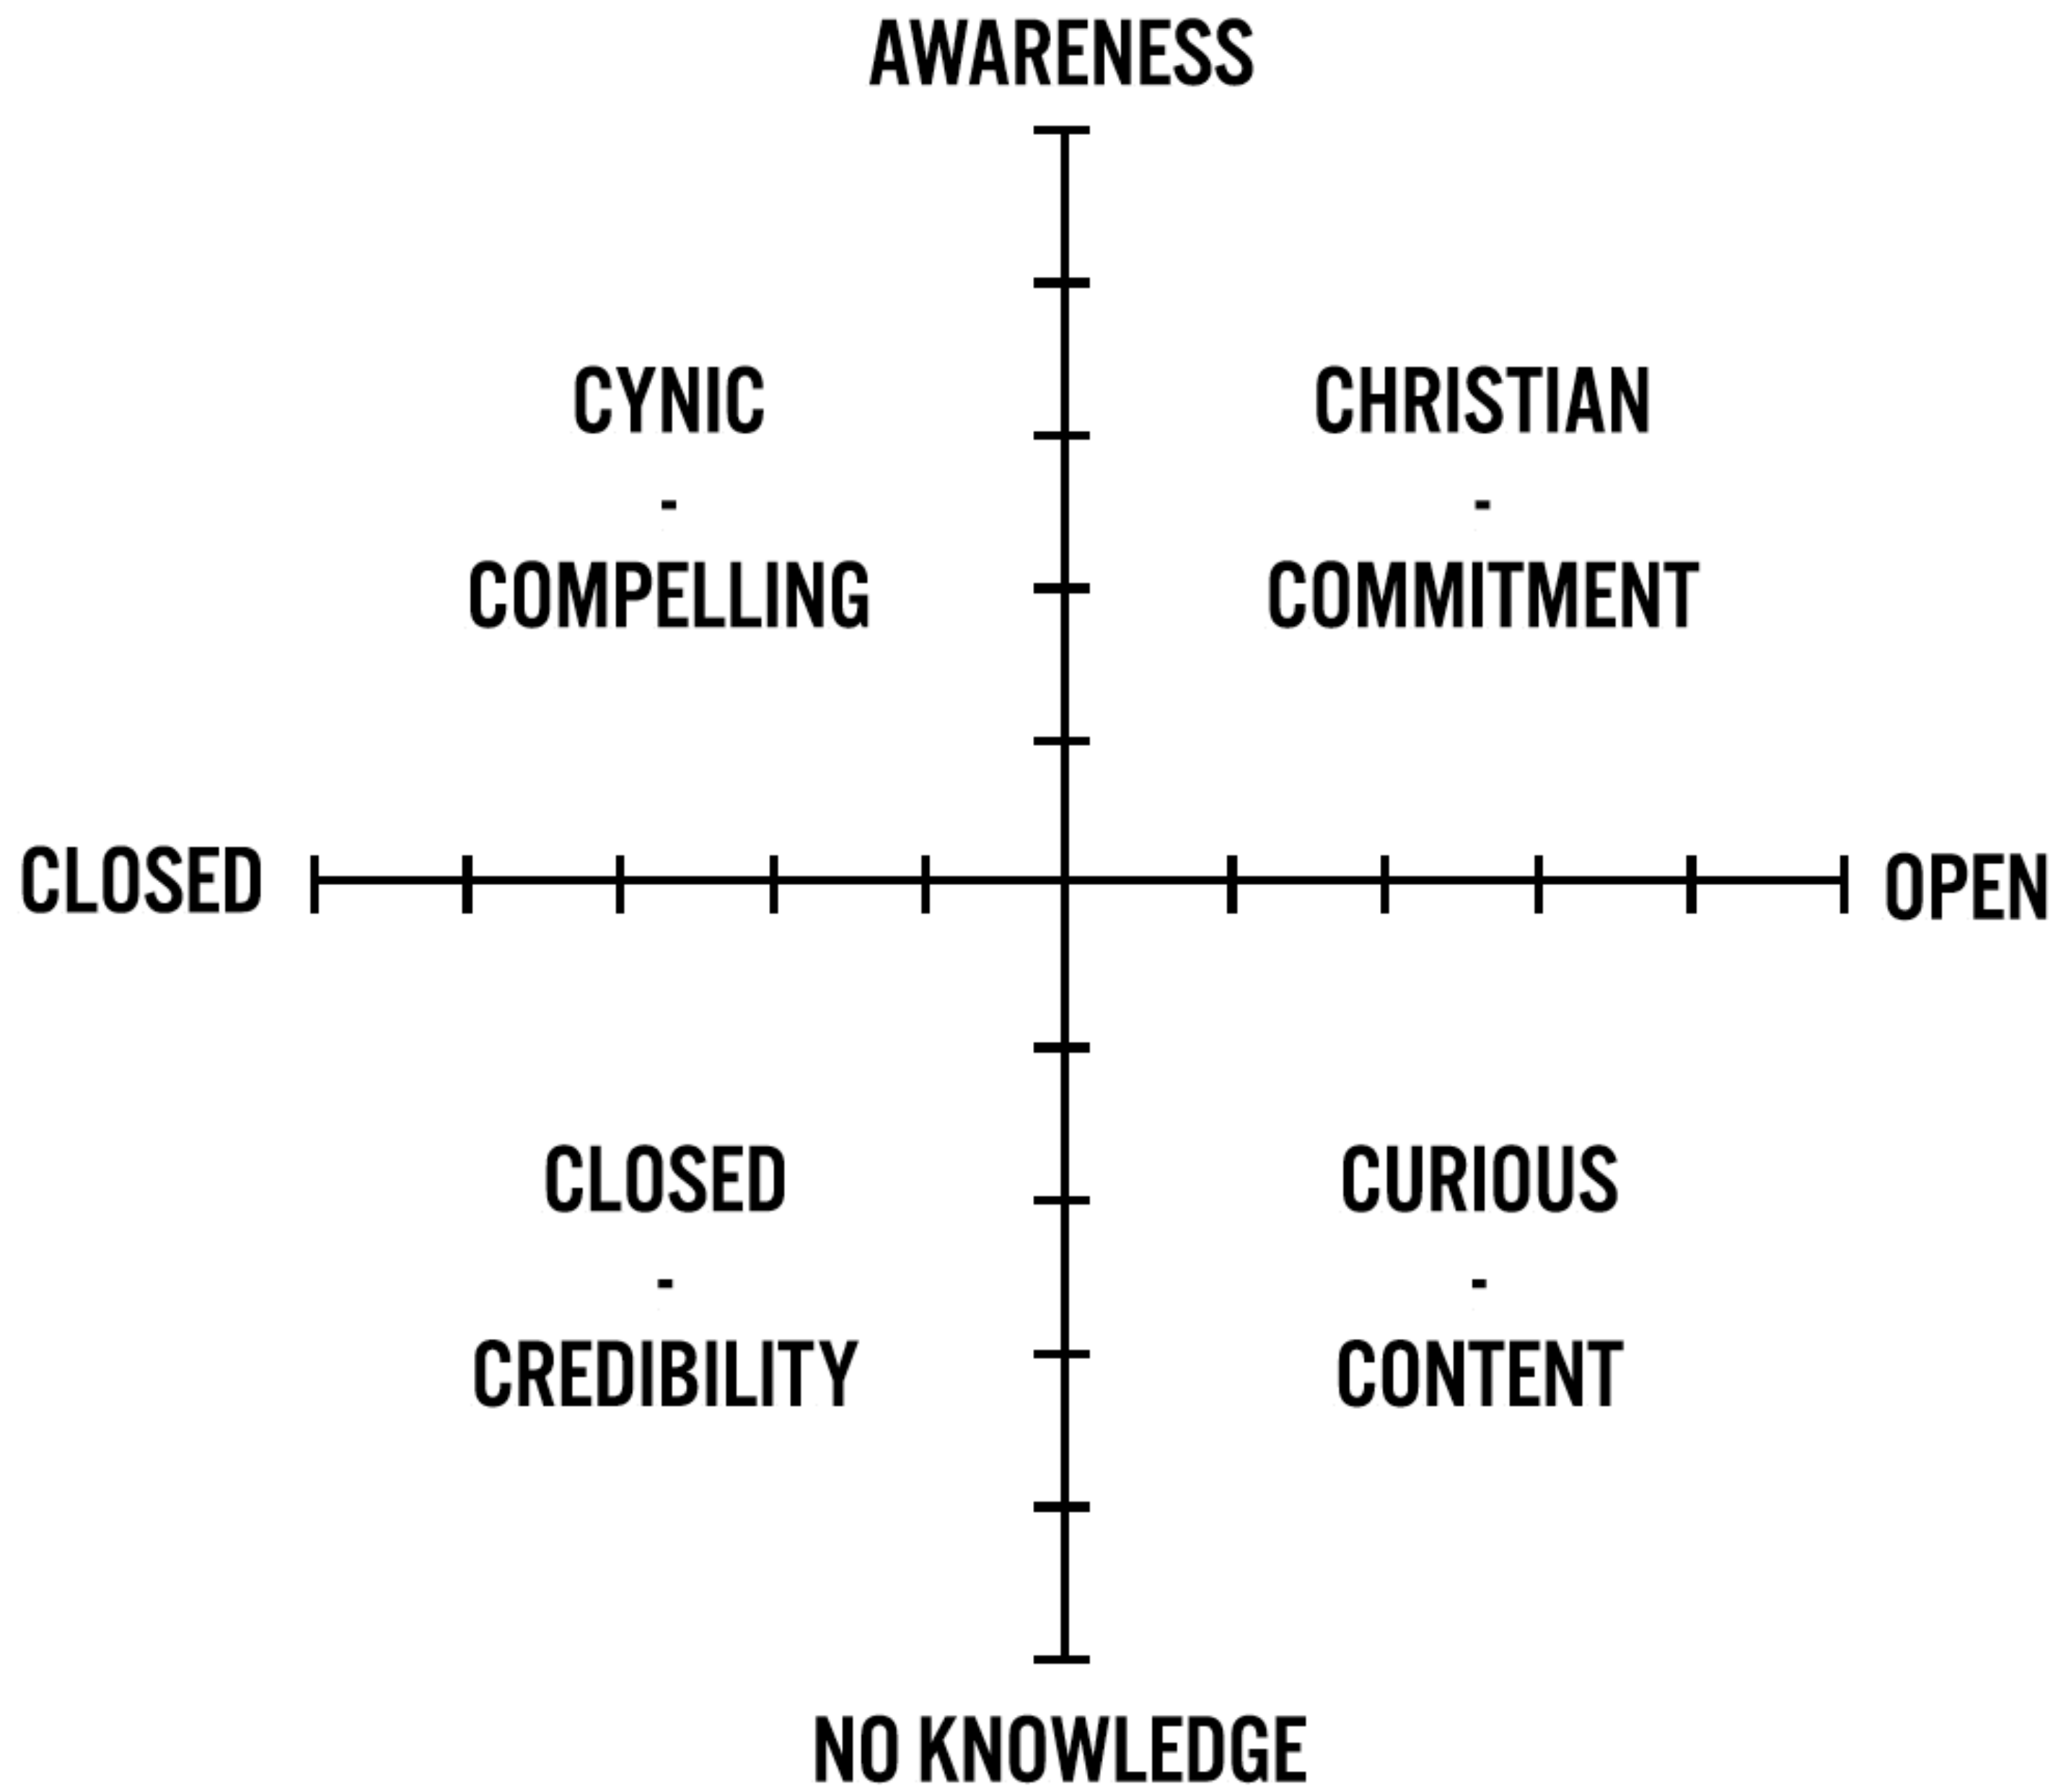 AWARENESS
CYNIC
-
COMPELLING
CHRISTIAN
-
COMMITMENT
CLOSED
OPEN
CLOSED
-
CREDIBILITY
CURIOUS
-
CONTENT
NO KNOWLEDGE